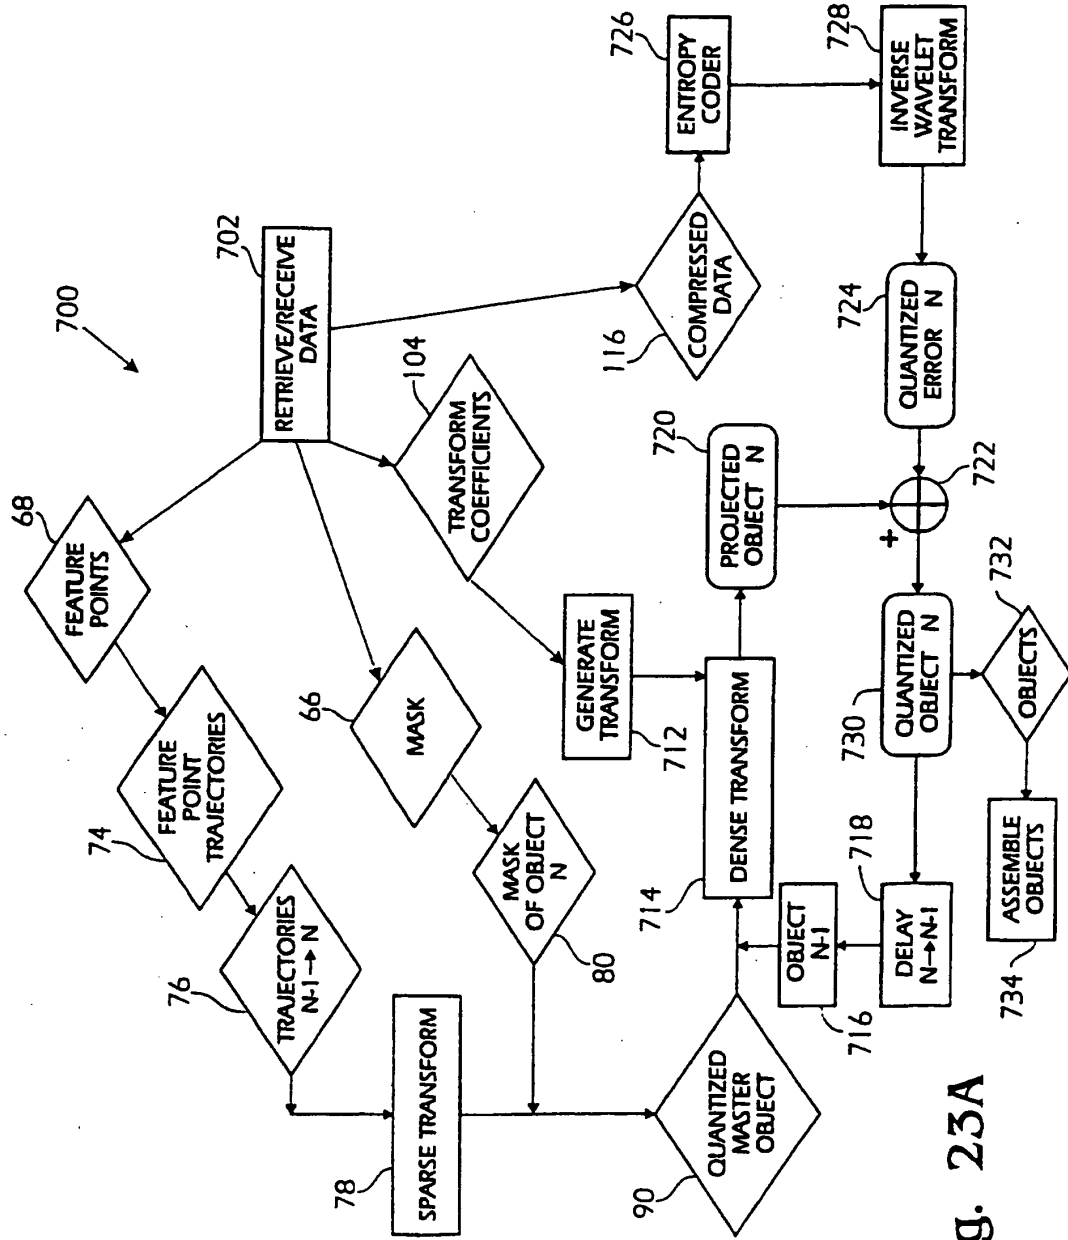 700
702
RETRIEVE/RECEIVE
DATA
68
FEATURE
POINTS
74
FEATURE
POINT
TRAJECTORIES
76
TRAJECTORIES
N-1→N
78
SPARSE TRANSFORM
66
MASK
80
MASK
OF OBJECT
N
90
QUANTIZED
MASTER
OBJECT
104
TRANSFORM
COEFFICIENTS
712
GENERATE
TRANSFORM
714
DENSE TRANSFORM
716
OBJECT
N-1
718
DELAY
N→N-1
720
PROJECTED
OBJECT N
116
COMPRESSED
DATA
726
ENTROPY
CODER
728
INVERSE
WAVELET
TRANSFORM
724
QUANTIZED
ERROR N
722
+
730
QUANTIZED
OBJECT N
732
OBJECTS
734
ASSEMBLE
OBJECTS
g. 23A